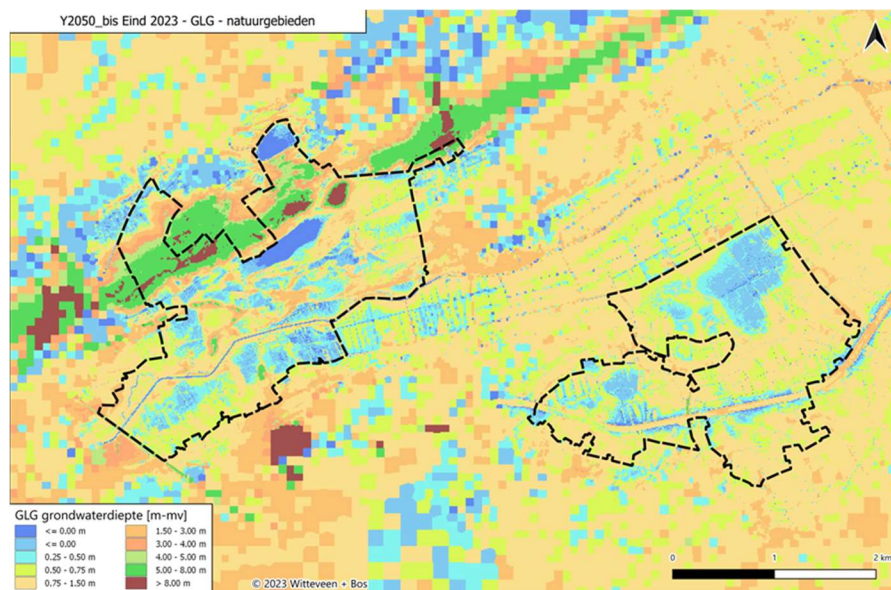 Y2050_bis Eind 2023 - GLG - natuurgebieden
GLG grondwaterdiepte [m-mv]
<= 0.00 m
<= 0.00
0.25 - 0.50 m
0.50 - 0.75 m
0.75 - 1.50 m
1.50 - 3.00 m
3.00 - 4.00 m
4.00 - 5.00 m
5.00 - 8.00 m
> 8.00 m
© 2023 Witteveen + Bos
0 1 2 km